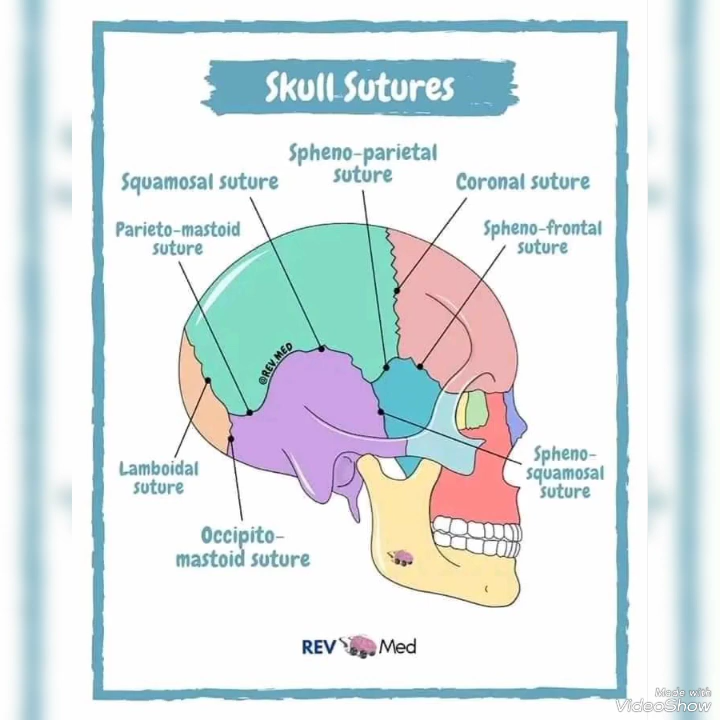 Skull Sutures
Spheno-parietal
suture
Squamosal suture
Coronal suture
Parieto-mastoid
suture
Spheno-frontal
suture
@REV.MED
Lamboidal
suture
Spheno-
squamosal
suture
Occipito-
mastoid suture
REV Med
Made with
VideoShow